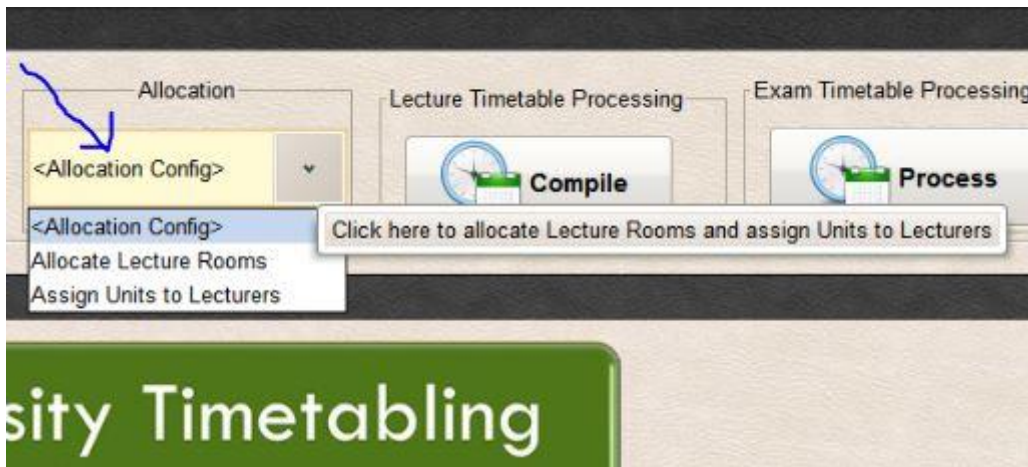 Allocation
Lecture Timetable Processing
Exam Timetable Processing
<Allocation Config>
Compile
Process
<Allocation Config>
Click here to allocate Lecture Rooms and assign Units to Lecturers
Allocate Lecture Rooms
Assign Units to Lecturers
sity Timetabling